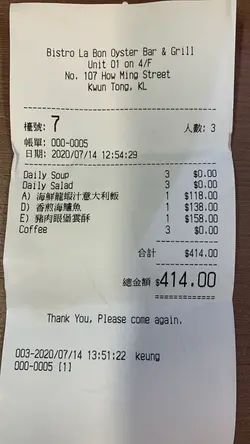 Bistro La Bon Oyster Bar & Grill
Unit 01 on 4/F
No. 107 How Ming Street
Kwun Tong, KL
檯號: 7 人數: 3
帳單: 000-0005
日期: 2020/07/14 12:54:29
Daily Soup 3 $0.00
Daily Salad 3 $0.00
A) 海鮮龍蝦汁意大利飯 1 $118.00
D) 香煎海鱸魚 1 $138.00
E) 豬肉眼堡雲酥 1 $158.00
Coffee 3 $0.00
合計 $414.00
總金額 $414.00
Thank You, Please come again.
003-2020/07/14 13:51:22 keung
000-0005 [1]